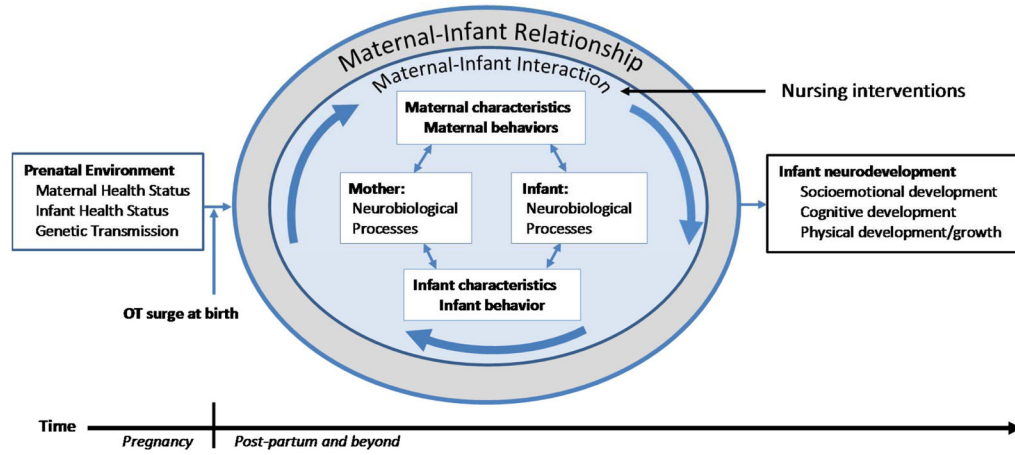 Maternal-Infant Relationship
Maternal-Infant Interaction
Nursing interventions
Maternal characteristics
Maternal behaviors
Prenatal Environment
Maternal Health Status
Infant Health Status
Genetic Transmission
Mother:
Neurobiological
Processes
Infant:
Neurobiological
Processes
Infant neurodevelopment
Socioemotional development
Cognitive development
Physical development/growth
Infant characteristics
Infant behavior
OT surge at birth
Time
Pregnancy
Post-partum and beyond